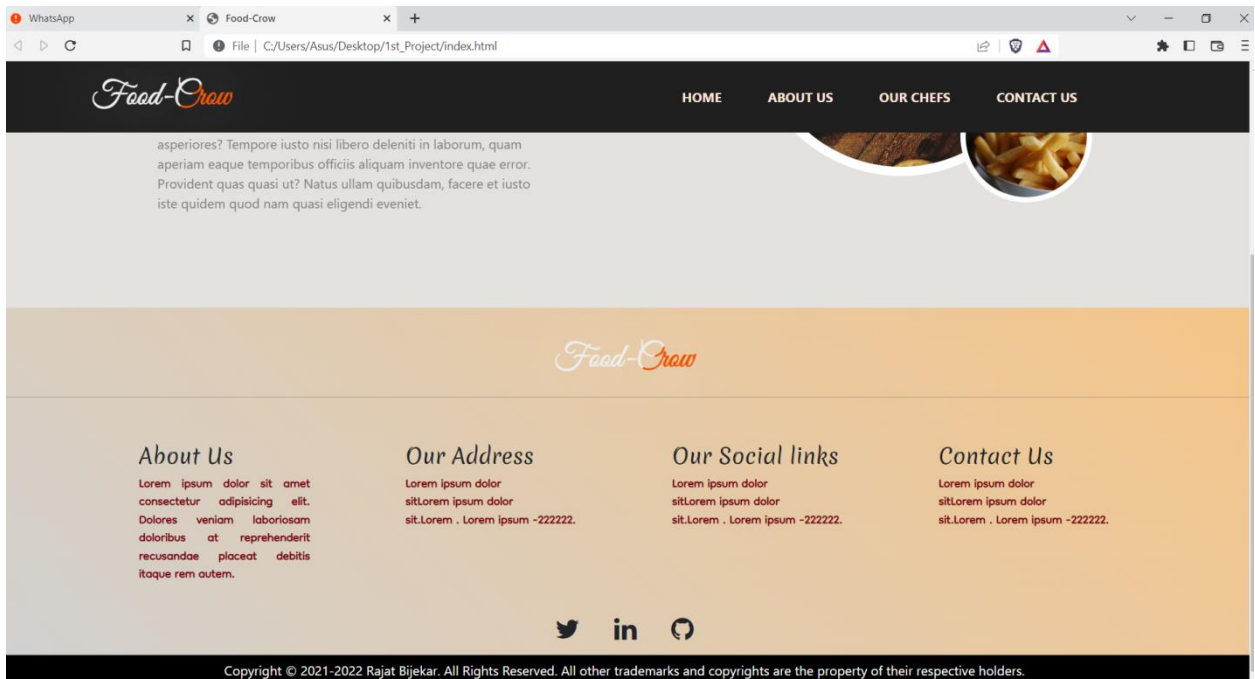 WhatsApp
Food-Crow
File | C:/Users/Asus/Desktop/1st_Project/index.html
Food-Crow
HOME ABOUT US OUR CHEFS CONTACT US
asperiores? Tempore iusto nisi libero deleniti in laborum, quam
aperiam eaque temporibus officiis aliquam inventore quae error.
Provident quas quasi ut? Natus ullam quibusdam, facere et iusto
iste quidem quod nam quasi eligendi eveniet.
Food-Crow
About Us
Lorem ipsum dolor sit amet
consectetur adipisicing elit.
Dolores veniam laboriosam
doloribus at reprehenderit
recusandae placeat debitis
itaque rem autem.
Our Address
Lorem ipsum dolor
sitLorem ipsum dolor
sit.Lorem . Lorem ipsum -222222.
Our Social links
Lorem ipsum dolor
sitLorem ipsum dolor
sit.Lorem . Lorem ipsum -222222.
Contact Us
Lorem ipsum dolor
sitLorem ipsum dolor
sit.Lorem . Lorem ipsum -222222.
in
Copyright © 2021-2022 Rajat Bijekar. All Rights Reserved. All other trademarks and copyrights are the property of their respective holders.